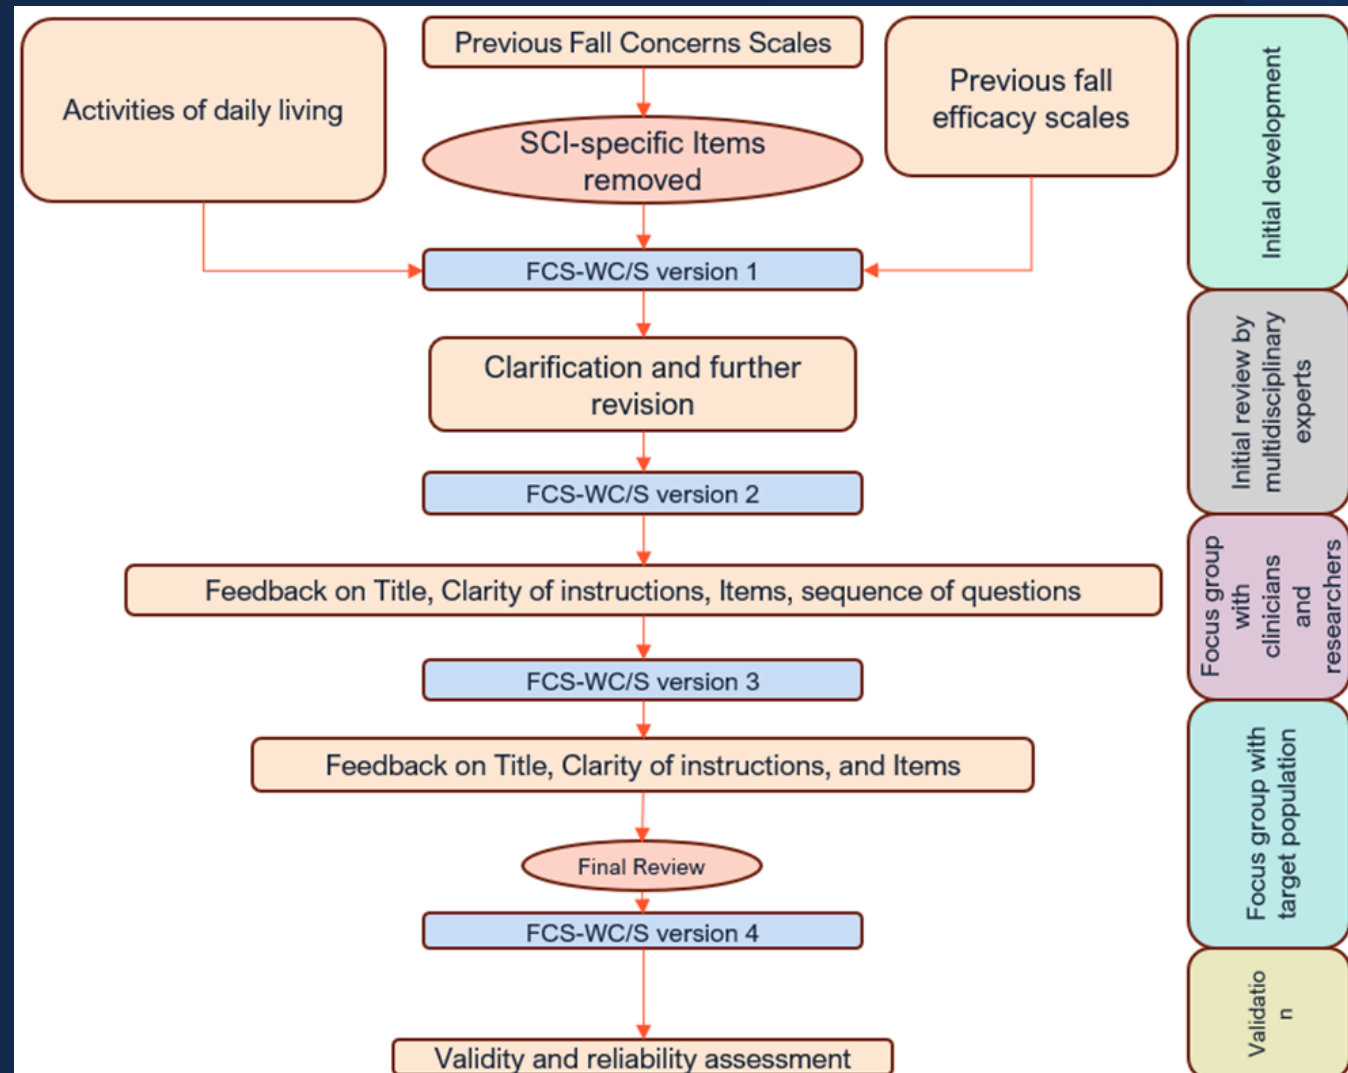 Activities of daily living
Previous Fall Concerns Scales
Previous fall
efficacy scales
SCI-specific Items
removed
FCS-WC/S version 1
Clarification and further
revision
FCS-WC/S version 2
Feedback on Title, Clarity of instructions, Items, sequence of questions
FCS-WC/S version 3
Feedback on Title, Clarity of instructions, and Items
Final Review
FCS-WC/S version 4
Validity and reliability assessment
Initial development
Initial review by
multidisciplinary
experts
Focus group
with
clinicians
and
researchers
Focus group with
target population
Validatio
n